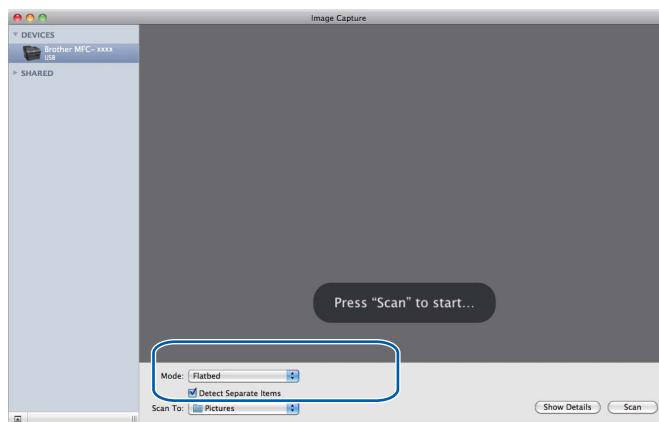 Image Capture
DEVICES
Brother MFC- xxxx
USB
SHARED
Press “Scan” to start...
Mode: Flatbed
Detect Separate Items
Scan To: Pictures
Show Details Scan